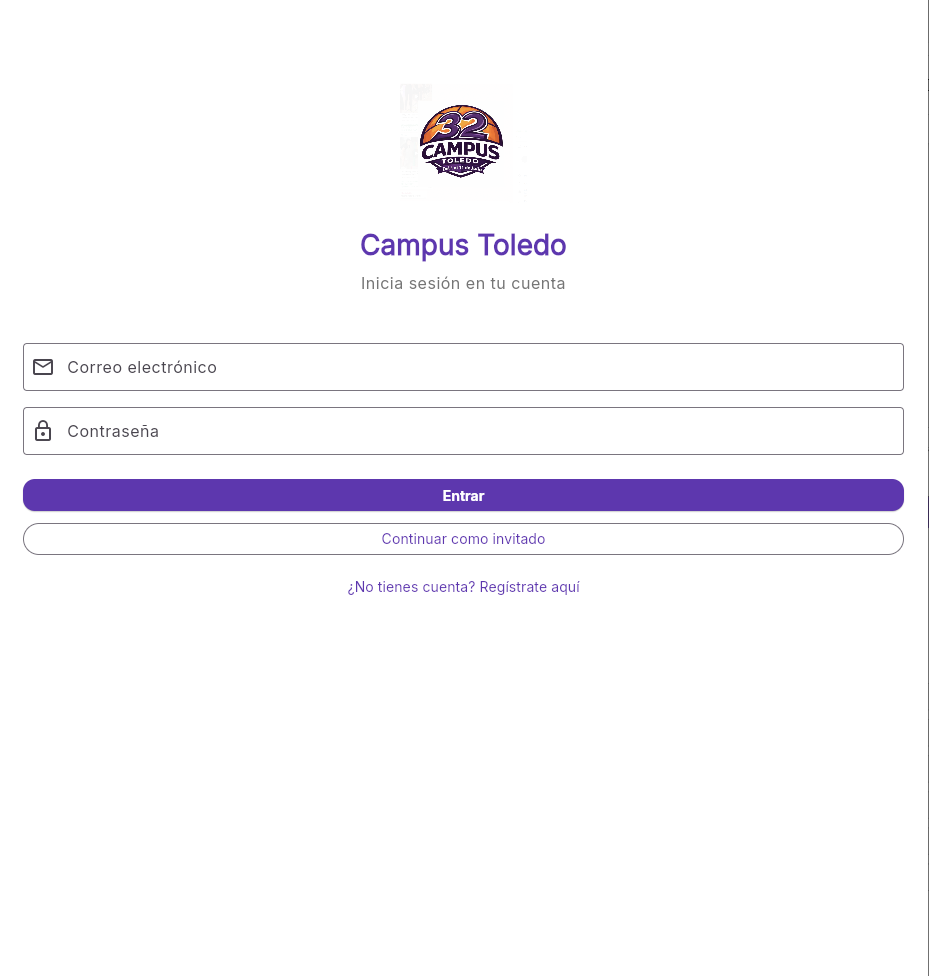 32
CAMPUS
TOLEDO
Campus Toledo
Inicia sesión en tu cuenta
Correo electrónico
Contraseña
Entrar
Continuar como invitado
¿No tienes cuenta? Regístrate aquí